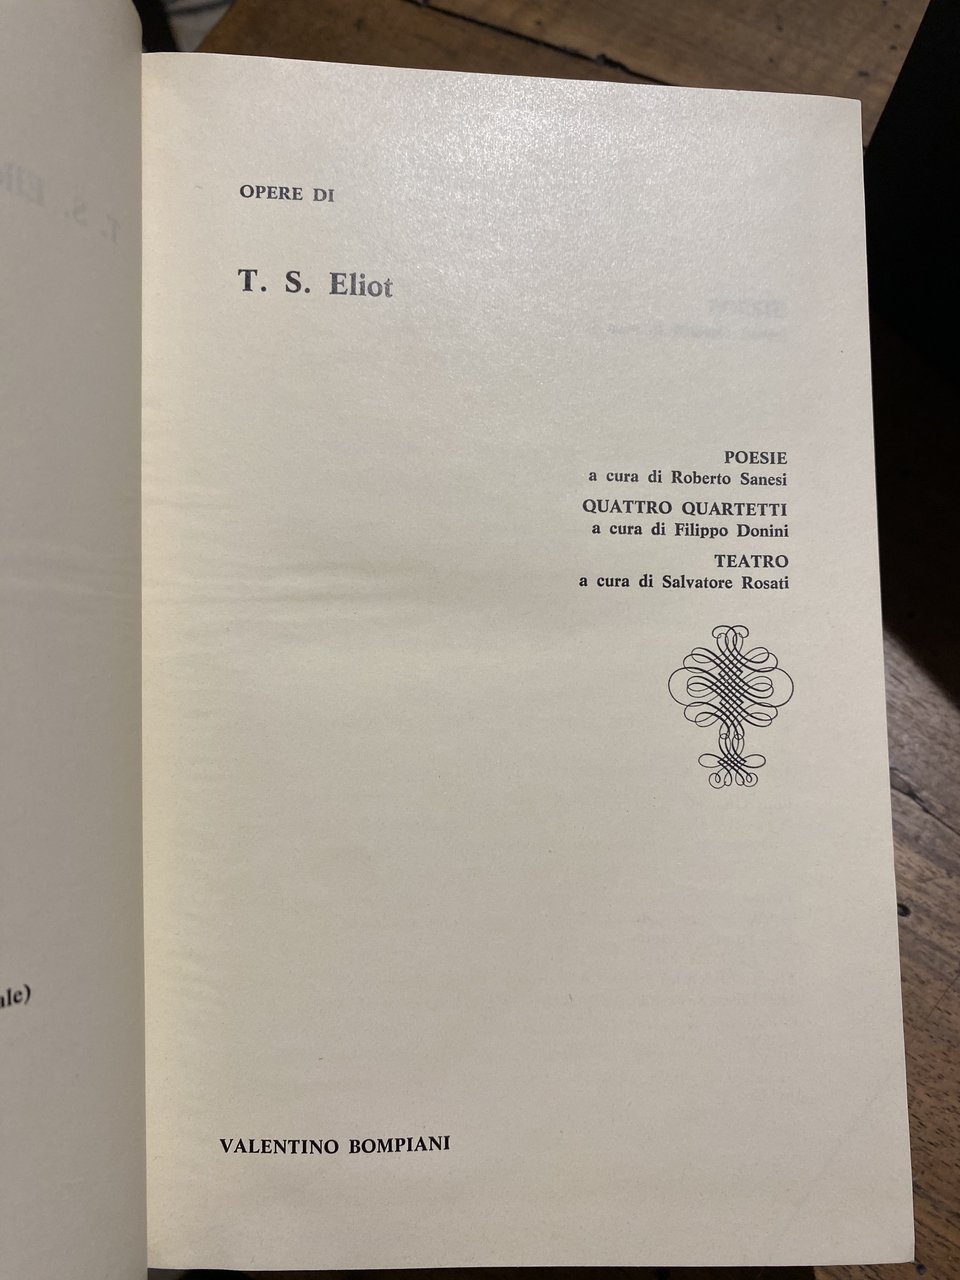 OPERE DI
T. S. Eliot
POESIE
a cura di Roberto Sanesi
QUATTRO QUARTETTI
a cura di Filippo Donini
TEATRO
a cura di Salvatore Rosati
VALENTINO BOMPIANI